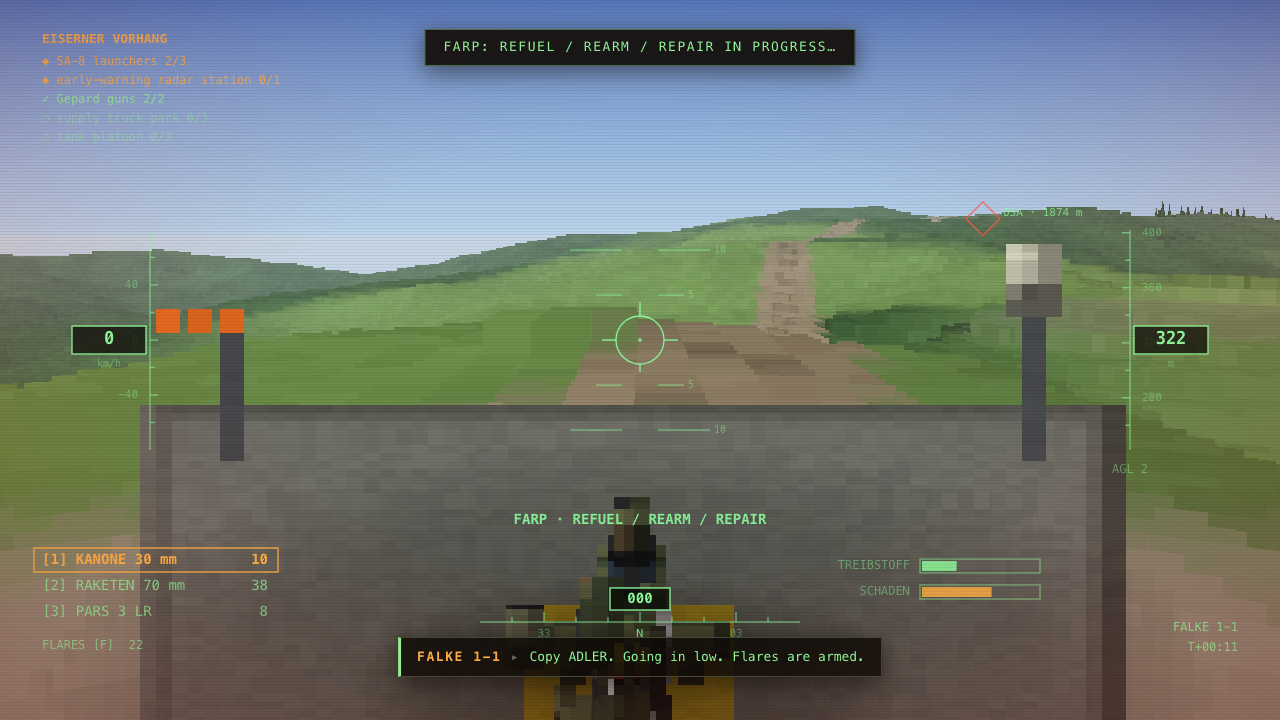 EISERNER VORHANG
◆ SA-8 launchers 2/3
◆ early-warning radar station 0/1
✓ Gepard guns 2/2
○ supply truck park 0/3
○ tank platoon 0/3
FARP: REFUEL / REARM / REPAIR IN PROGRESS…
OSA · 1874 m
10
5
5
10
40
0
km/h
-40
400
360
322
m
280
AGL 2
FARP · REFUEL / REARM / REPAIR
[1] KANONE 30 mm 10
[2] RAKETEN 70 mm 38
[3] PARS 3 LR 8
FLARES [F] 22
TREIBSTOFF
SCHADEN
000
33 N 03
FALKE 1-1 ▸ Copy ADLER. Going in low. Flares are armed.
FALKE 1-1
T+00:11